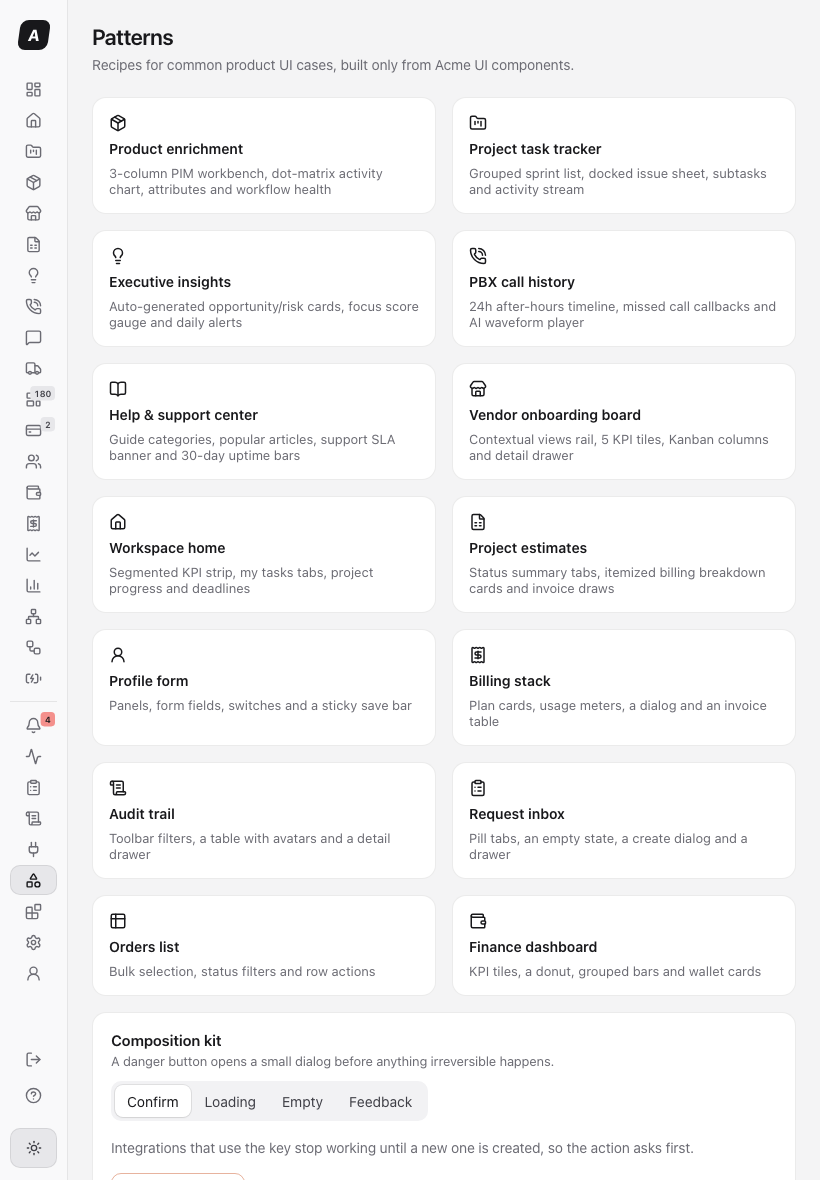 A
Patterns
Recipes for common product UI cases, built only from Acme UI components.
Product enrichment
3-column PIM workbench, dot-matrix activity
chart, attributes and workflow health
Project task tracker
Grouped sprint list, docked issue sheet, subtasks
and activity stream
Executive insights
Auto-generated opportunity/risk cards, focus score
gauge and daily alerts
PBX call history
24h after-hours timeline, missed call callbacks and
AI waveform player
Help & support center
Guide categories, popular articles, support SLA
banner and 30-day uptime bars
Vendor onboarding board
Contextual views rail, 5 KPI tiles, Kanban columns
and detail drawer
Workspace home
Segmented KPI strip, my tasks tabs, project
progress and deadlines
Project estimates
Status summary tabs, itemized billing breakdown
cards and invoice draws
Profile form
Panels, form fields, switches and a sticky save bar
Billing stack
Plan cards, usage meters, a dialog and an invoice
table
Audit trail
Toolbar filters, a table with avatars and a detail
drawer
Request inbox
Pill tabs, an empty state, a create dialog and a
drawer
Orders list
Bulk selection, status filters and row actions
Finance dashboard
KPI tiles, a donut, grouped bars and wallet cards
Composition kit
A danger button opens a small dialog before anything irreversible happens.
Confirm Loading Empty Feedback
Integrations that use the key stop working until a new one is created, so the action asks first.
180
2
4